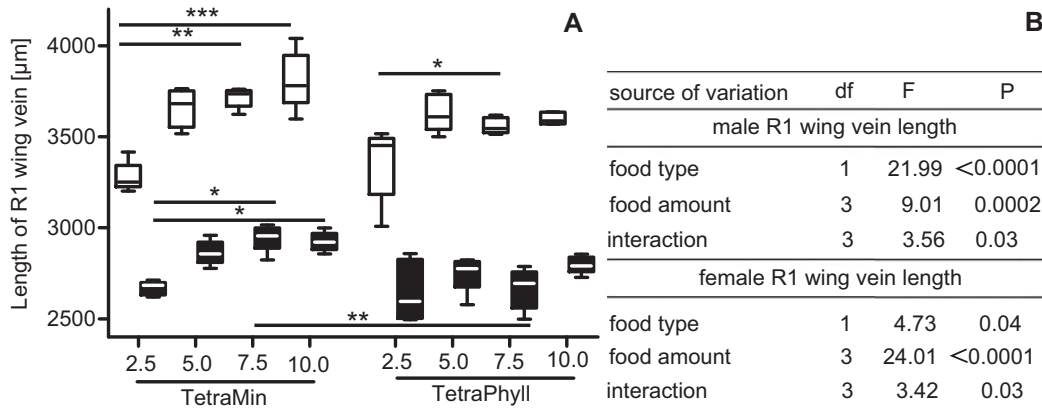 A
Length of R1 wing vein [µm]
4000
3500
3000
2500
***
**
*
*
*
**
2.5 5.0 7.5 10.0 2.5 5.0 7.5 10.0
TetraMin TetraPhyll
B
source of variation df F P
male R1 wing vein length
food type 1 21.99 <0.0001
food amount 3 9.01 0.0002
interaction 3 3.56 0.03
female R1 wing vein length
food type 1 4.73 0.04
food amount 3 24.01 <0.0001
interaction 3 3.42 0.03